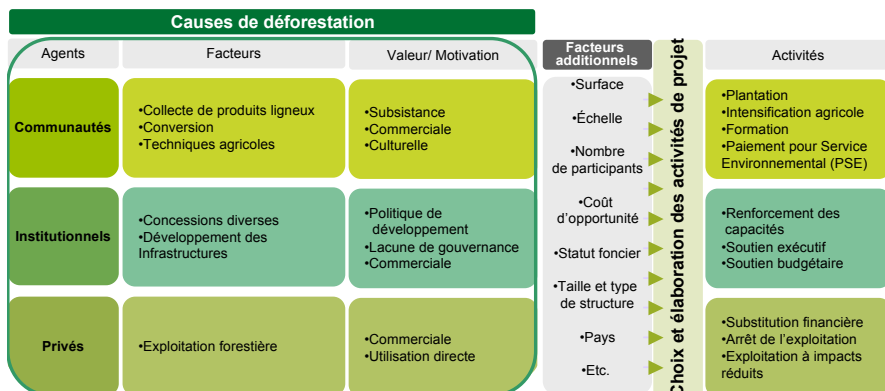 Causes de déforestation
Agents
Facteurs
Valeur/ Motivation
Facteurs
additionnels
Activités
Communautés
•Collecte de produits ligneux
•Conversion
•Techniques agricoles
•Subsistance
•Commerciale
•Culturelle
Institutionnels
•Concessions diverses
•Développement des
Infrastructures
•Politique de
développement
•Lacune de gouvernance
•Commerciale
Privés
•Exploitation forestière
•Commerciale
•Utilisation directe
•Surface
•Échelle
•Nombre
de participants
•Coût
d’opportunité
•Statut foncier
•Taille et type
de structure
•Pays
•Etc.
Choix et élaboration des activités de projet
•Plantation
•Intensification agricole
•Formation
•Paiement pour Service
Environnemental (PSE)
•Renforcement des
capacités
•Soutien exécutif
•Soutien budgétaire
•Substitution financière
•Arrêt de l’exploitation
•Exploitation à impacts
réduits